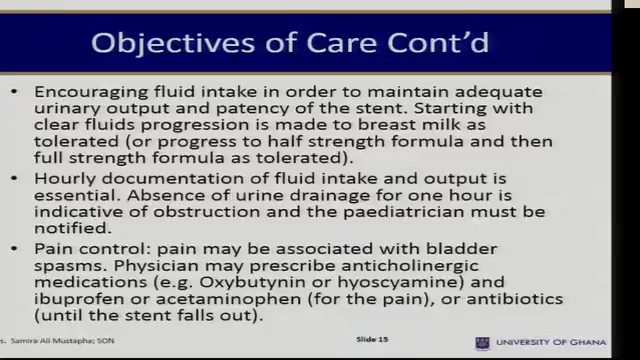 Objectives of Care Cont'd
• Encouraging fluid intake in order to maintain adequate
urinary output and patency of the stent. Starting with
clear fluids progression is made to breast milk as
tolerated (or progress to half strength formula and then
full strength formula as tolerated).
• Hourly documentation of fluid intake and output is
essential. Absence of urine drainage for one hour is
indicative of obstruction and the paediatrician must be
notified.
• Pain control: pain may be associated with bladder
spasms. Physician may prescribe anticholinergic
medications (e.g. Oxybutynin or hyoscyamine) and
ibuprofen or acetaminophen (for the pain), or antibiotics
(until the stent falls out).
s. Samira Ali Mustapha; SON
Slide 15
UNIVERSITY OF GHANA